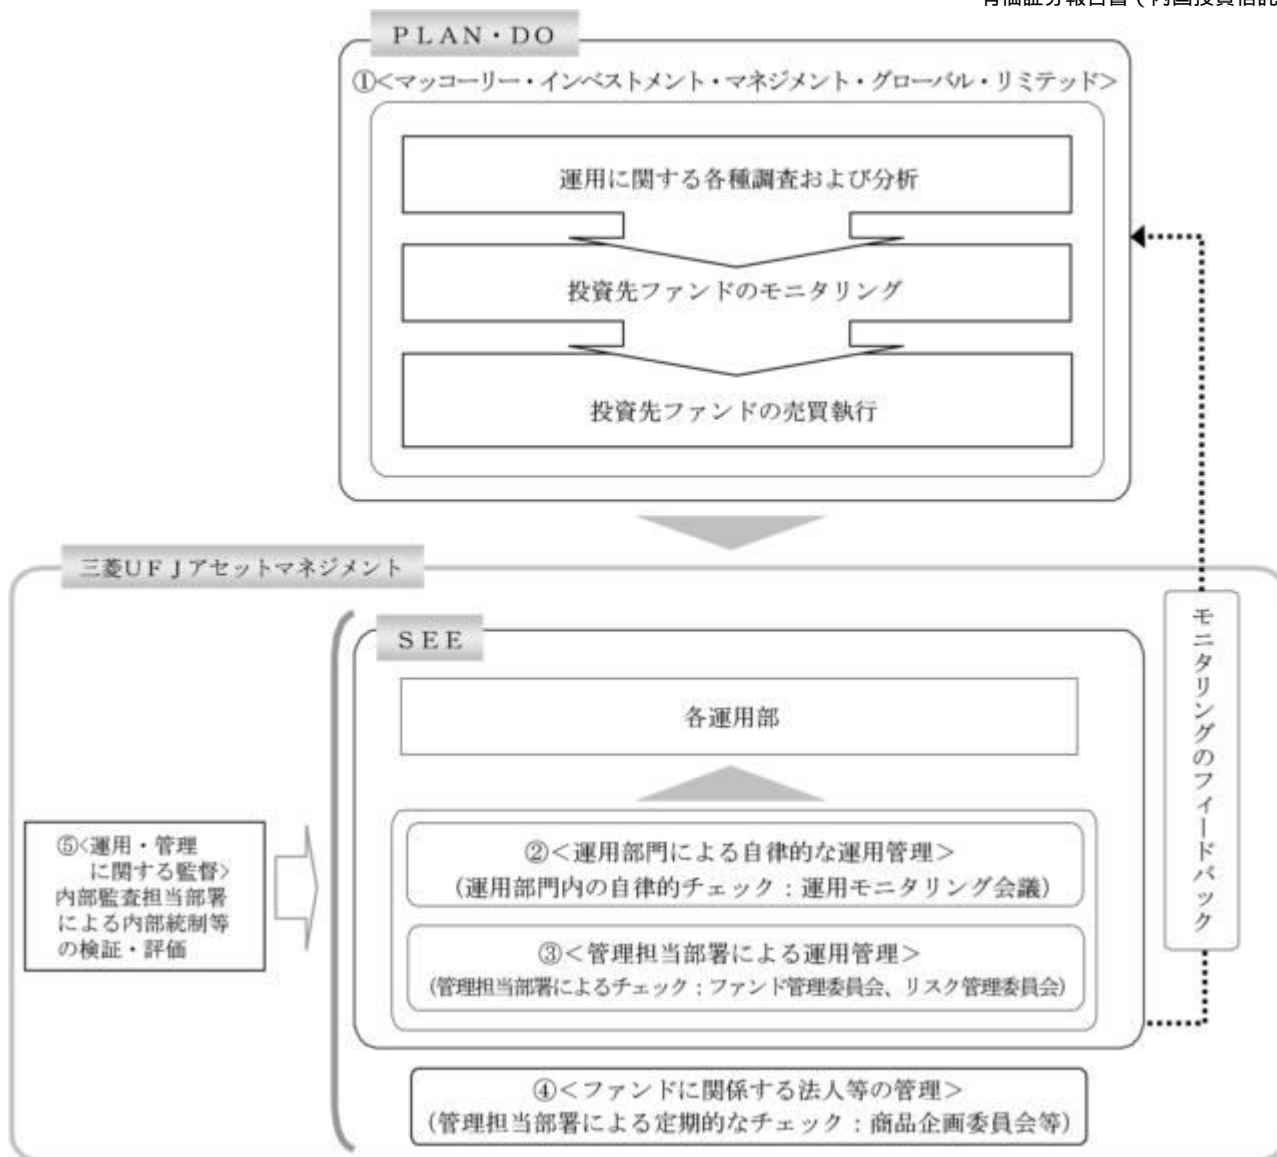 有価証券報告書（内国投資信託
ＰＬＡＮ・ＤＯ
①＜マッコーリー・インベストメント・マネジメント・グローバル・リミテッド＞
運用に関する各種調査および分析
投資先ファンドのモニタリング
投資先ファンドの売買執行
三菱ＵＦＪアセットマネジメント
ＳＥＥ
各運用部
②＜運用部門による自律的な運用管理＞
（運用部門内の自律的チェック：運用モニタリング会議）
③＜管理担当部署による運用管理＞
（管理担当部署によるチェック：ファンド管理委員会、リスク管理委員会）
④＜ファンドに関係する法人等の管理＞
（管理担当部署による定期的なチェック：商品企画委員会等）
⑤＜運用・管理
に関する監督＞
内部監査担当部署
による内部統制等
の検証・評価
モニタリングのフィードバック